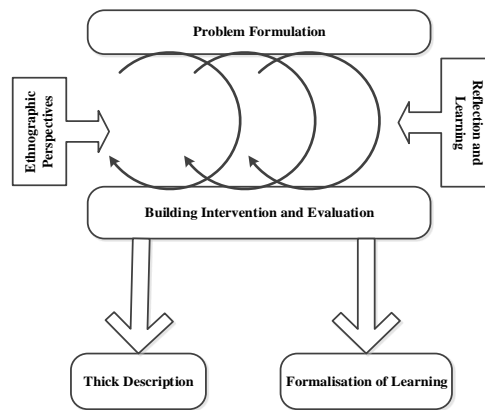 Problem Formulation
Ethnographic
Perspectives
Reflection and
Learning
Building Intervention and Evaluation
Thick Description
Formalisation of Learning